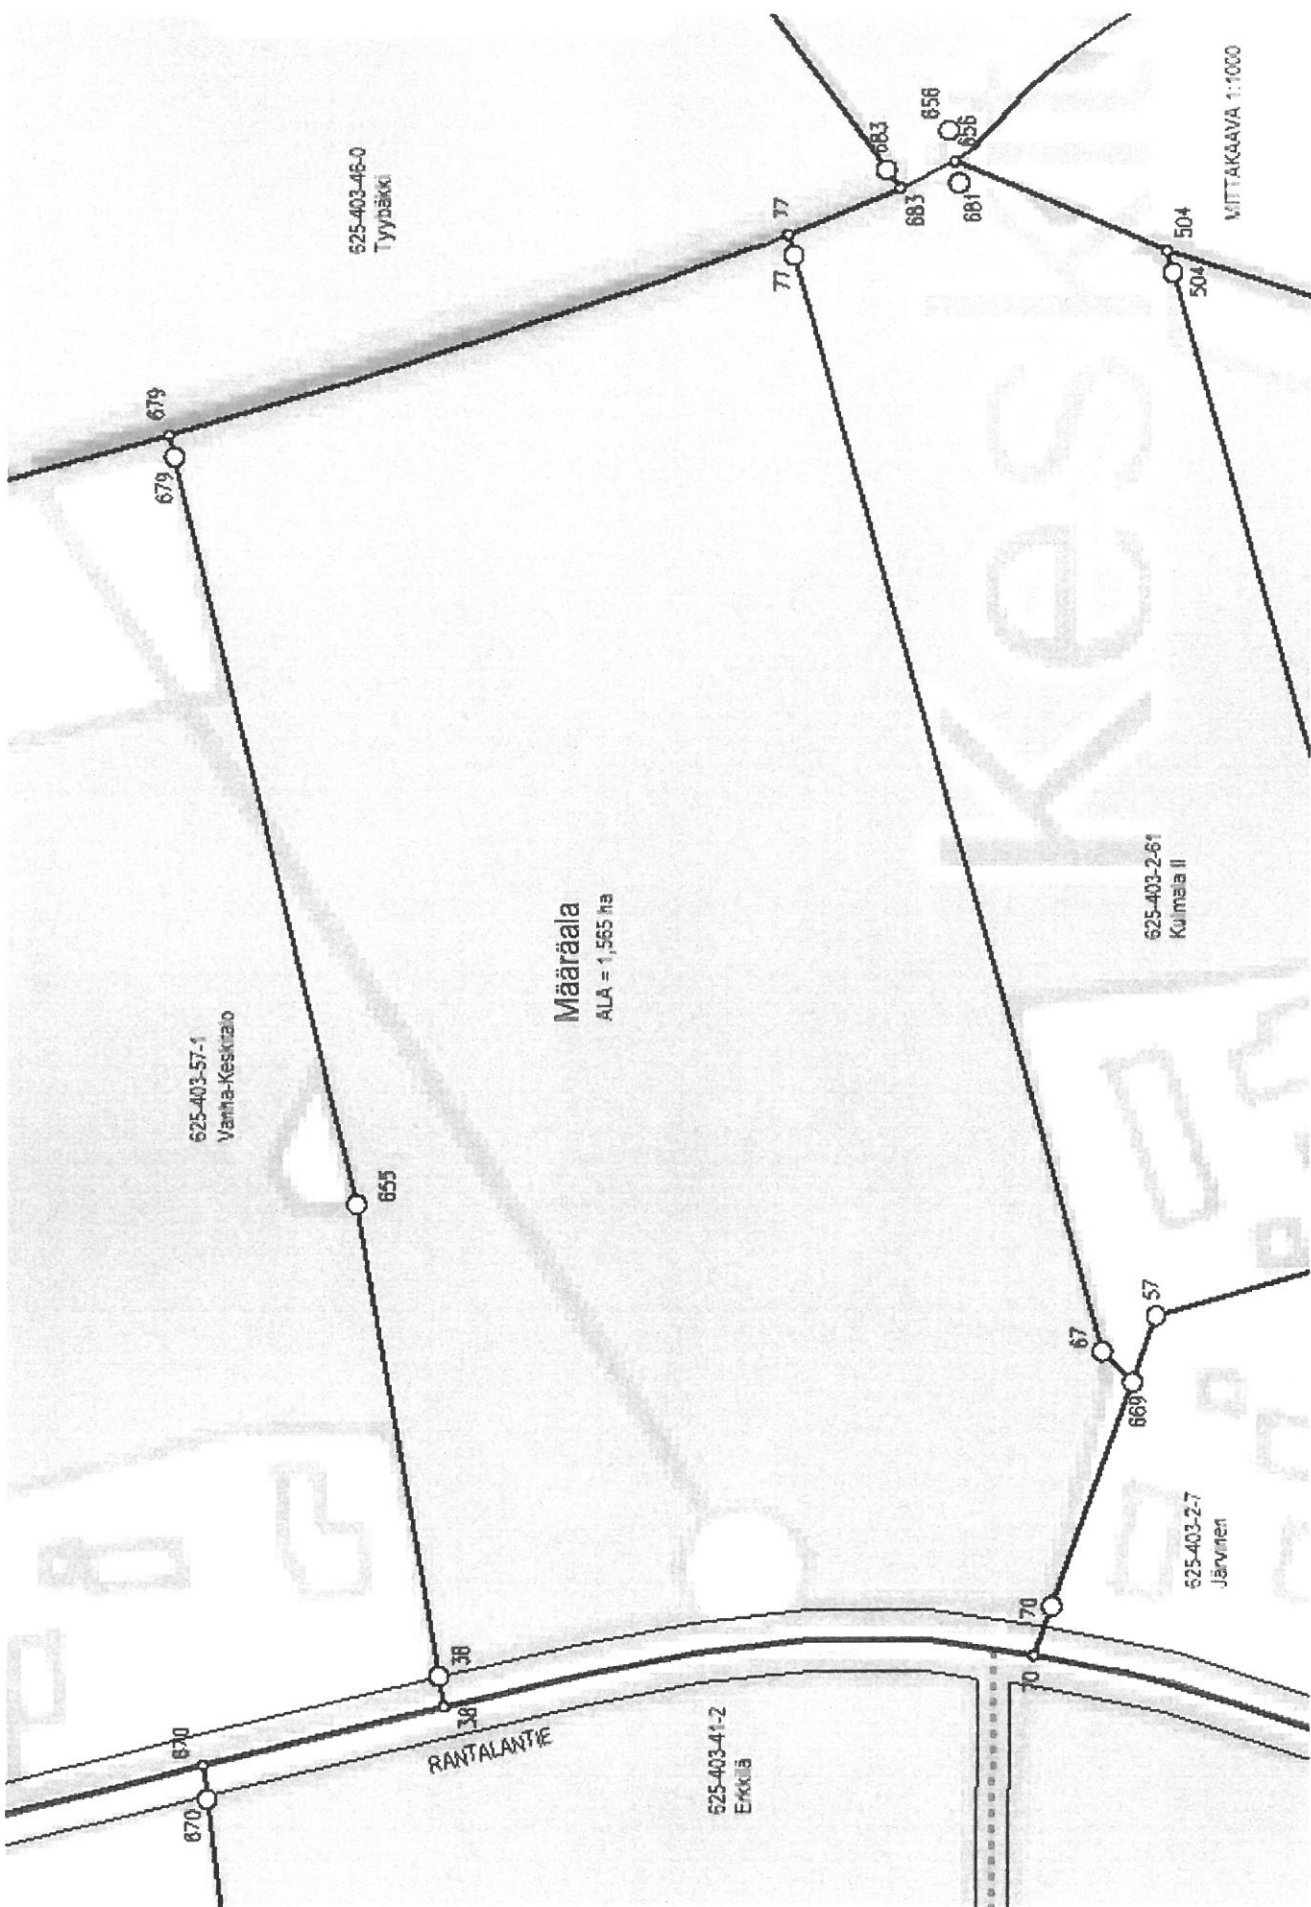 625-403-46-0
Tyybäkki
683
658
656
683
681
77
77
504
504
MITTAKAAVA 1:1000
679
679
Kes
625-403-57-1
Vanha-Keskitalo
655
Määräala
ALA = 1,565 ha
625-403-2-61
Kulmala II
67
57
669
625-403-2-7
Järvinen
70
70
38
38
670
670
RANTALANTIE
625-403-41-2
Erkkilä